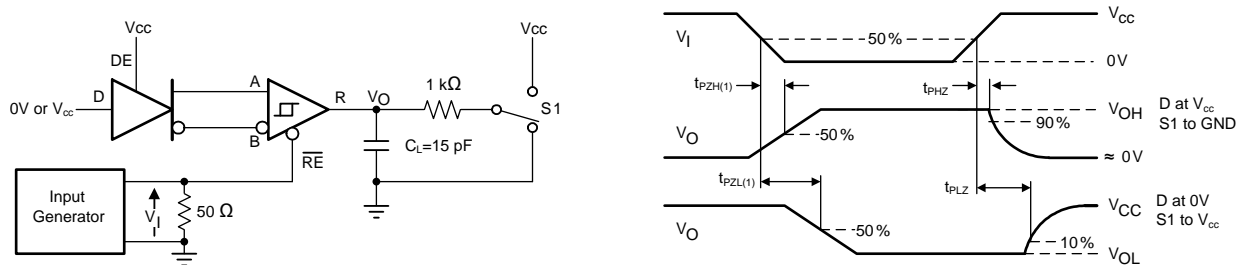 Vcc
DE
D
0V or Vcc
A
B
R
RE
VO
1 kΩ
CL=15 pF
Vcc
S1
Input
Generator
VI
50 Ω
VI
50%
Vcc
0V
tPZH(1)
tPHZ
VO
50%
VOH
90%
≈ 0V
D at Vcc
S1 to GND
tPZL(1)
tPLZ
VO
50%
VCC
10%
VOL
D at 0V
S1 to Vcc